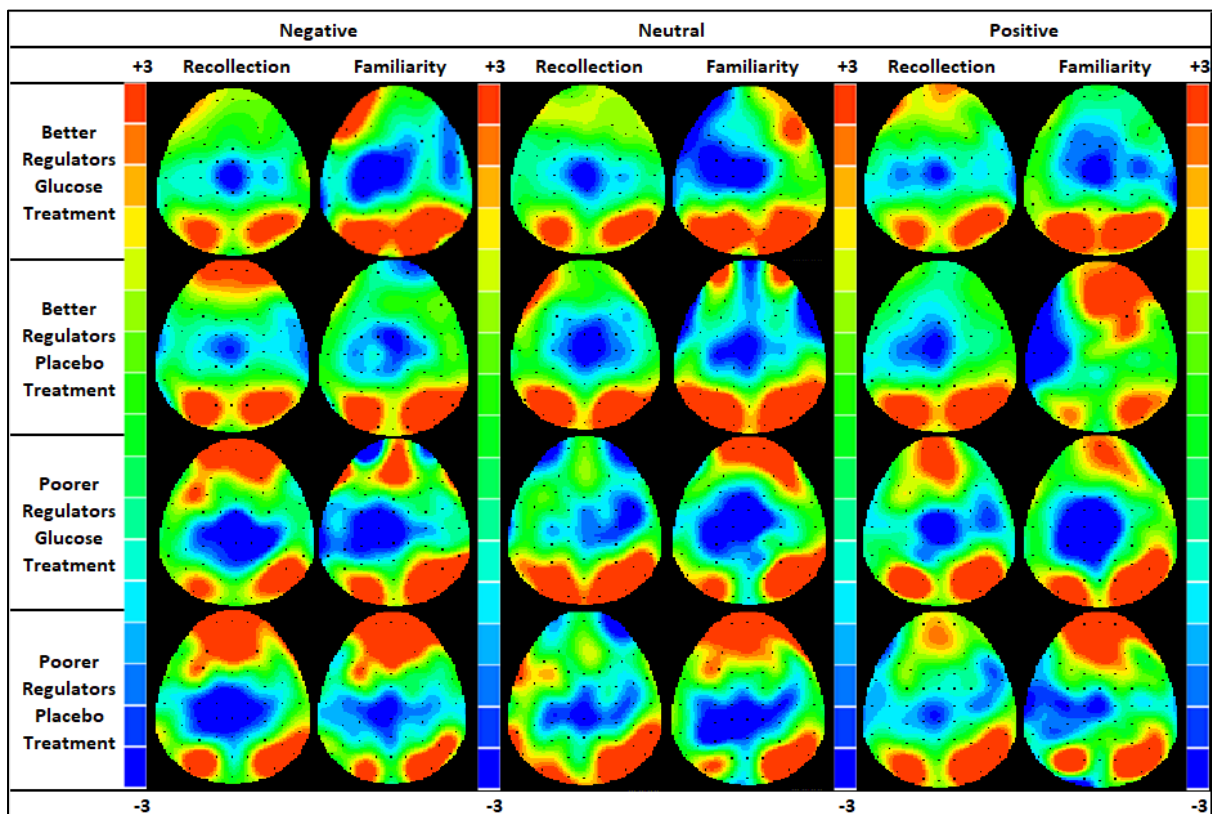 Negative Neutral Positive
+3 Recollection Familiarity +3 Recollection Familiarity +3 Recollection Familiarity +3
Better
Regulators
Glucose
Treatment
Better
Regulators
Placebo
Treatment
Poorer
Regulators
Glucose
Treatment
Poorer
Regulators
Placebo
Treatment
-3 -3 -3 -3